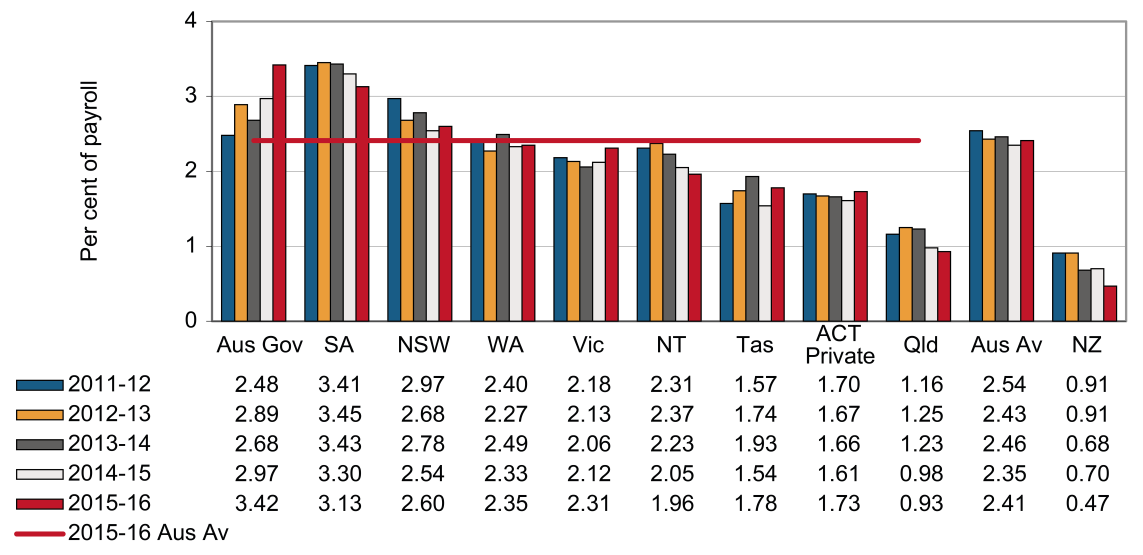 4
3
2
1
0
Per cent of payroll
Aus Gov SA NSW WA Vic NT Tas ACT Private Qld Aus Av NZ
2011-12 2.48 3.41 2.97 2.40 2.18 2.31 1.57 1.70 1.16 2.54 0.91
2012-13 2.89 3.45 2.68 2.27 2.13 2.37 1.74 1.67 1.25 2.43 0.91
2013-14 2.68 3.43 2.78 2.49 2.06 2.23 1.93 1.66 1.23 2.46 0.68
2014-15 2.97 3.30 2.54 2.33 2.12 2.05 1.54 1.61 0.98 2.35 0.70
2015-16 3.42 3.13 2.60 2.35 2.31 1.96 1.78 1.73 0.93 2.41 0.47
2015-16 Aus Av